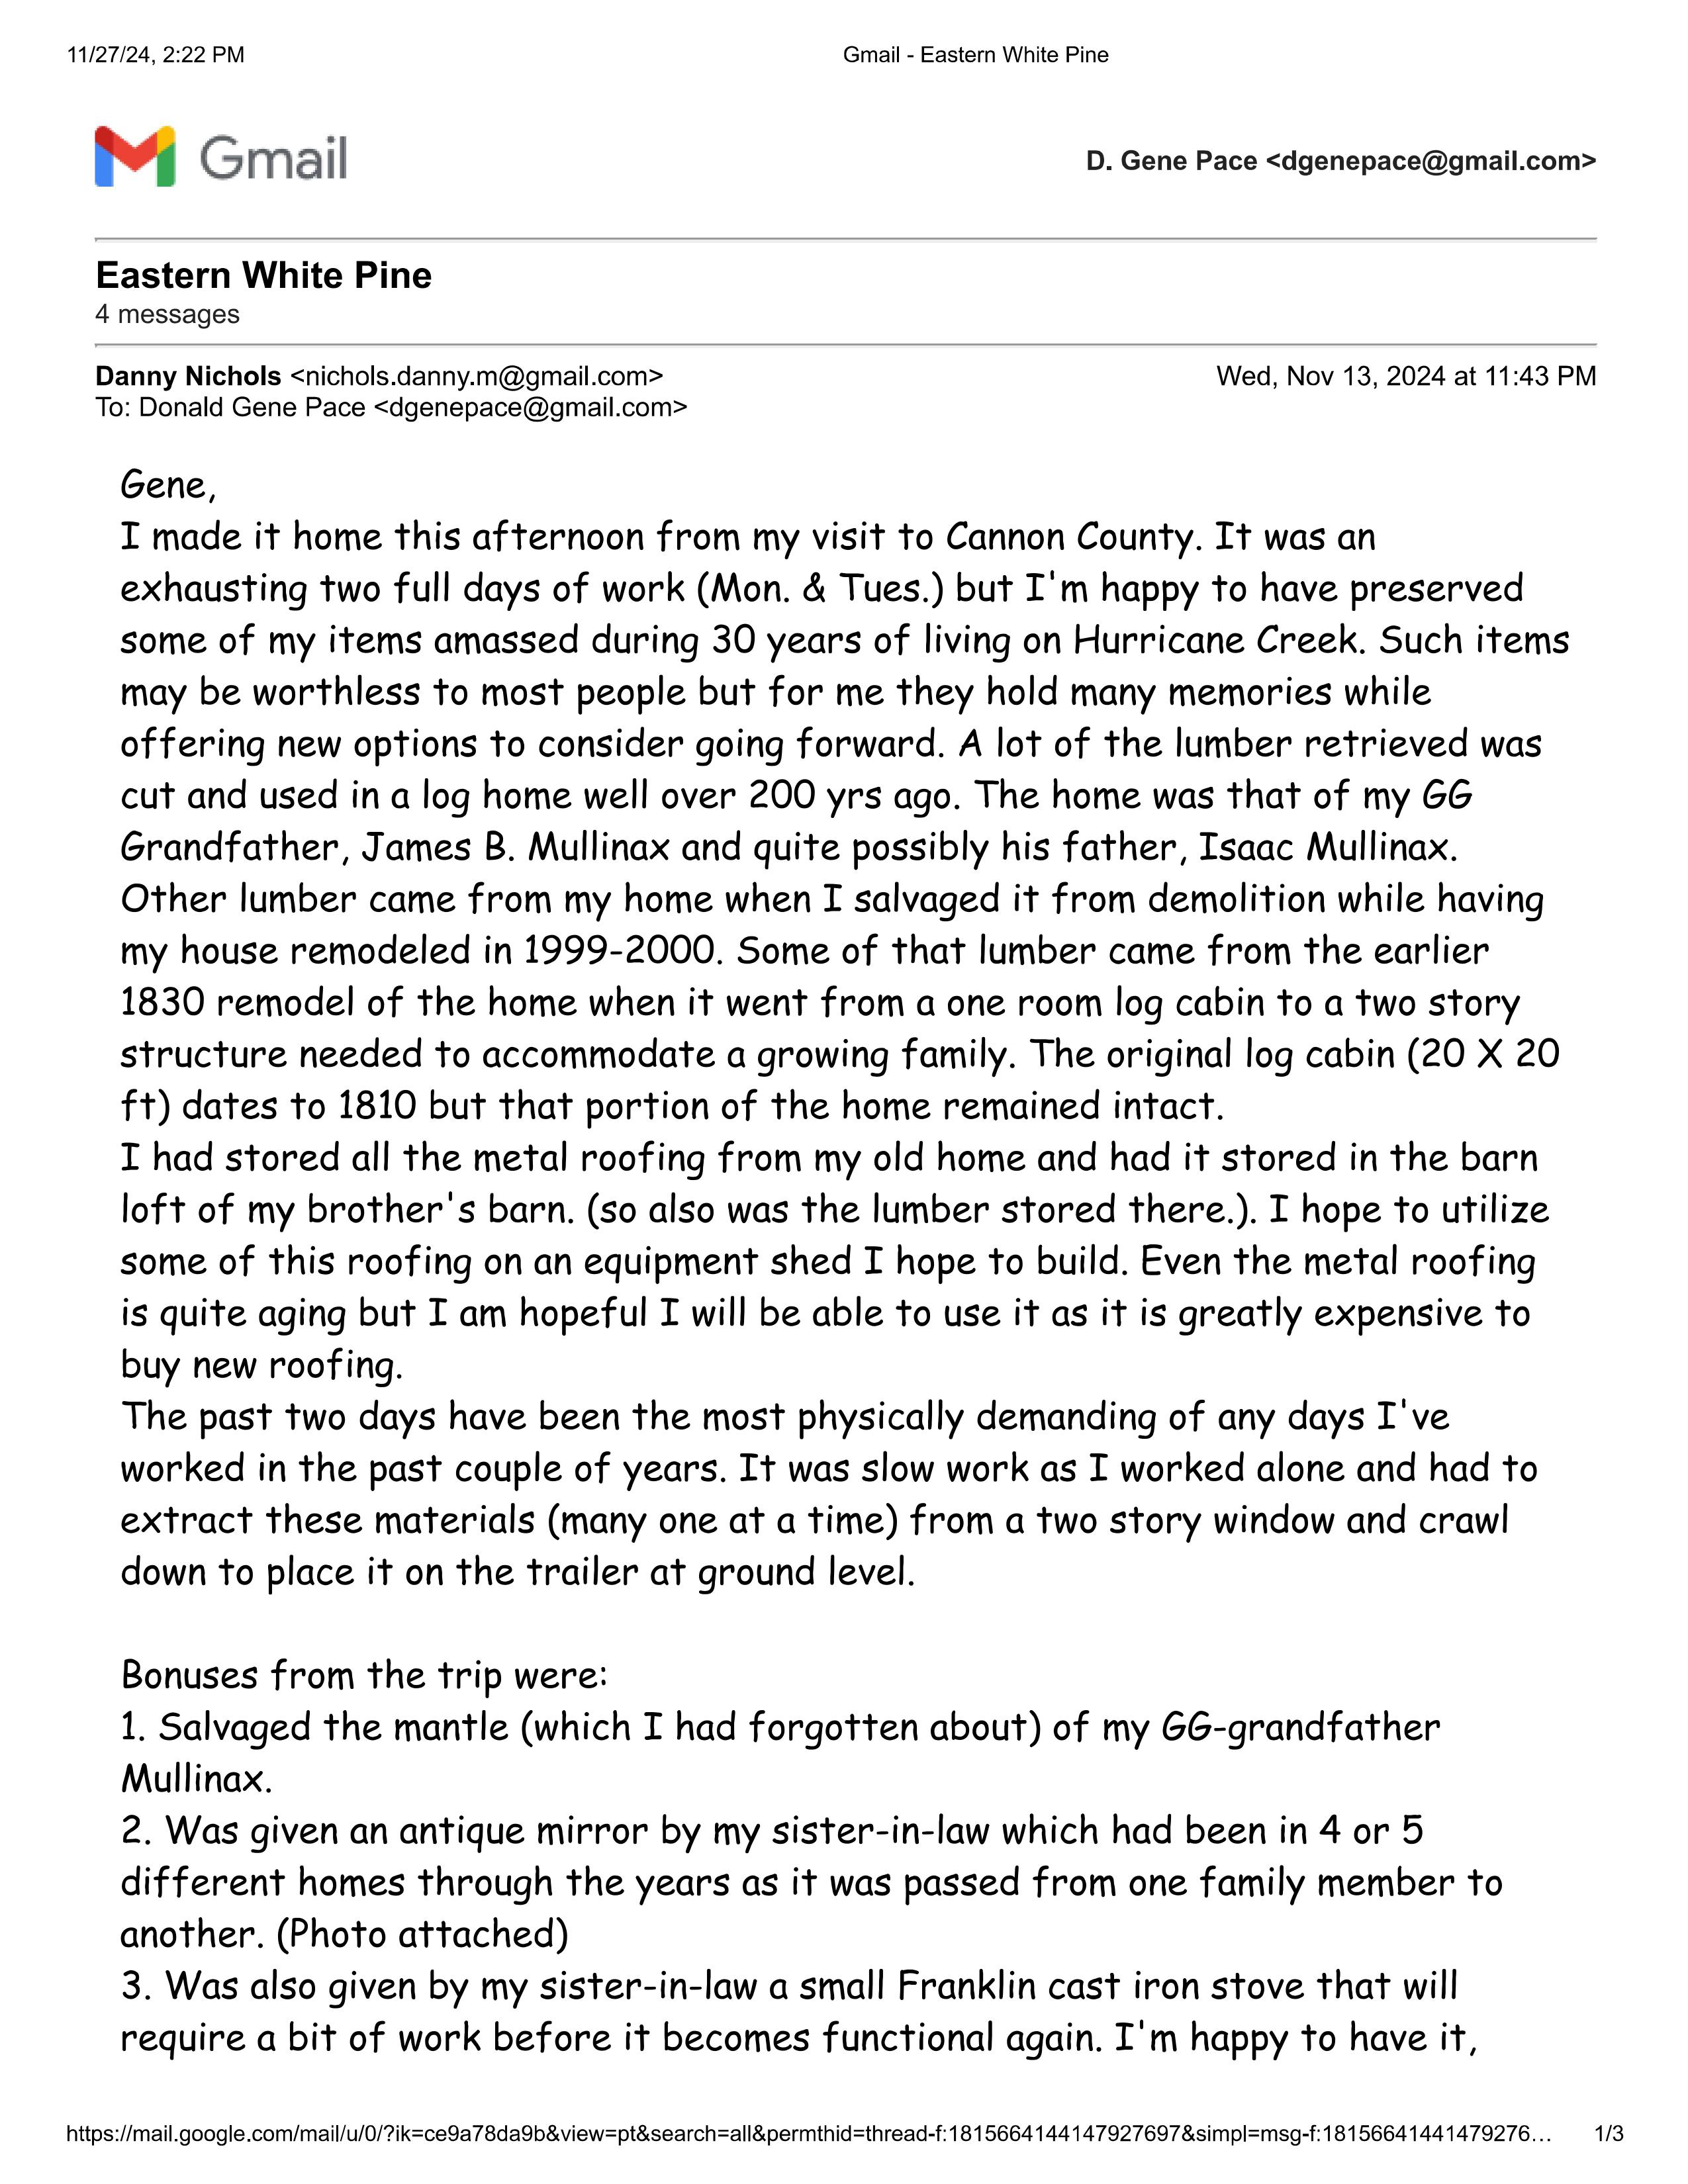 11/27/24, 2:22 PM
Gmail - Eastern White Pine
Gmail
D. Gene Pace <dgenepace@gmail.com>
Eastern White Pine
4 messages
Danny Nichols <nichols.danny.m@gmail.com>
Wed, Nov 13, 2024 at 11:43 PM
To: Donald Gene Pace <dgenepace@gmail.com>
Gene,
I made it home this afternoon from my visit to Cannon County. It was an
exhausting two full days of work (Mon. & Tues.) but I'm happy to have preserved
some of my items amassed during 30 years of living on Hurricane Creek. Such items
may be worthless to most people but for me they hold many memories while
offering new options to consider going forward. A lot of the lumber retrieved was
cut and used in a log home well over 200 yrs ago. The home was that of my GG
Grandfather, James B. Mullinax and quite possibly his father, Isaac Mullinax.
Other lumber came from my home when I salvaged it from demolition while having
my house remodeled in 1999-2000. Some of that lumber came from the earlier
1830 remodel of the home when it went from a one room log cabin to a two story
structure needed to accommodate a growing family. The original log cabin (20 X 20
ft) dates to 1810 but that portion of the home remained intact.
I had stored all the metal roofing from my old home and had it stored in the barn
loft of my brother's barn. (so also was the lumber stored there.). I hope to utilize
some of this roofing on an equipment shed I hope to build. Even the metal roofing
is quite aging but I am hopeful I will be able to use it as it is greatly expensive to
buy new roofing.
The past two days have been the most physically demanding of any days I've
worked in the past couple of years. It was slow work as I worked alone and had to
extract these materials (many one at a time) from a two story window and crawl
down to place it on the trailer at ground level.
Bonuses from the trip were:
1. Salvaged the mantle (which I had forgotten about) of my GG-grandfather
Mullinax.
2. Was given an antique mirror by my sister-in-law which had been in 4 or 5
different homes through the years as it was passed from one family member to
another. (Photo attached)
3. Was also given by my sister-in-law a small Franklin cast iron stove that will
require a bit of work before it becomes functional again. I'm happy to have it,
https://mail.google.com/mail/u/0/?ik=ce9a78da9b&view=pt&search=all&permthid=thread-f:1815664144147927697&simpl=msg-f:18156641441479276…
1/3